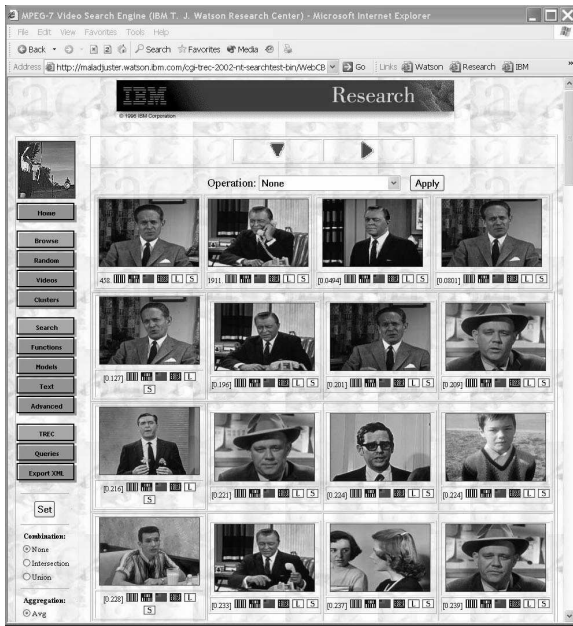 MPEG-7 Video Search Engine (IBM T. J. Watson Research Center) - Microsoft Internet Explorer
File Edit View Favorites Tools Help
Back Search Favorites Media
Address http://maladjuster.watson.ibm.com/cgi-trec-2002-nt-searchtest-bin/WebCB Go Links Watson Research IBM »
IBM Research
© 1996 IBM Corporation
Operation: None Apply
Home
Browse
Random
Videos
Clusters
Search
Functions
Models
Text
Advanced
TREC
Queries
Export XML
Set
Combination:
None
Intersection
Union
Aggregation:
Avg
458 L S
1911 L S
[0.0494] L S
[0.0801] L S
[0.127] L S
[0.196] L S
[0.201] L S
[0.209] L S
[0.216] L S
[0.221] L S
[0.224] L S
[0.224] L S
[0.228] L S
[0.233] L S
[0.237] L S
[0.239] L S